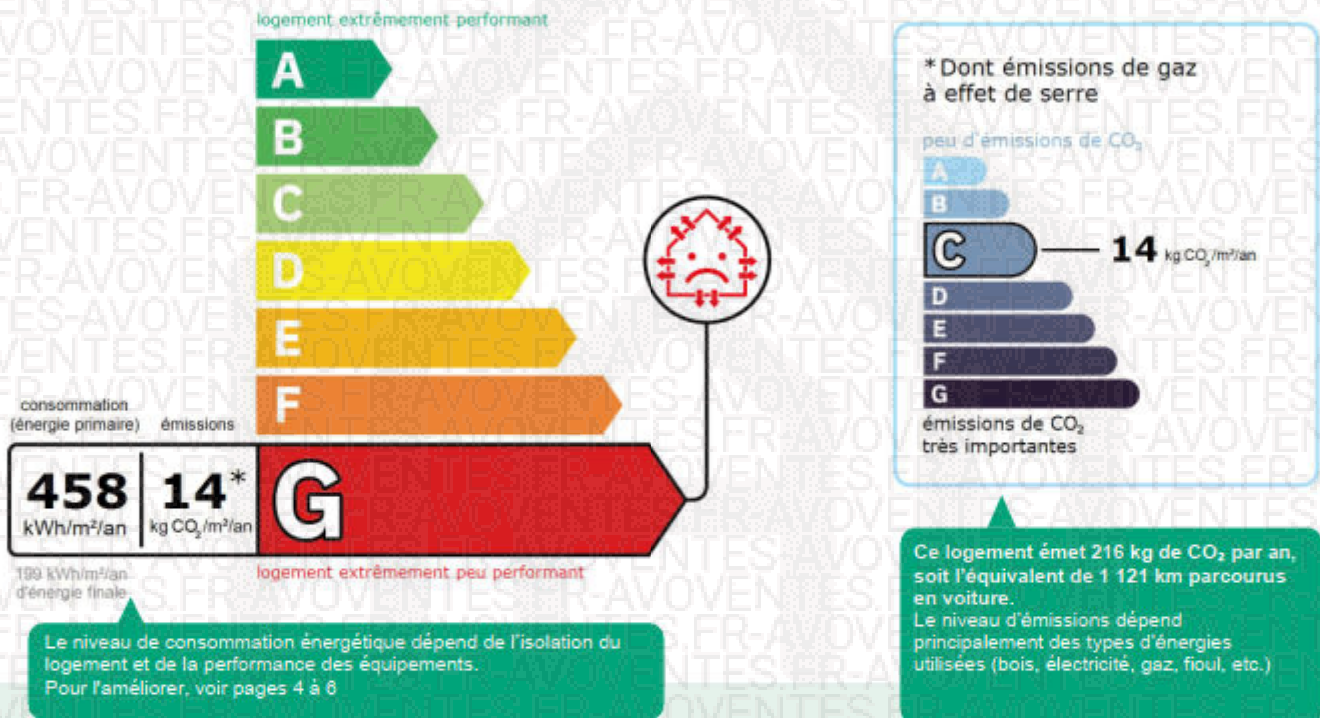 logement extrêmement performant
A
B
C
D
E
F
consommation
(énergie primaire)
émissions
458
kWh/m²/an
14*
kg CO₂/m²/an
G
199 kWh/m²/an
d'énergie finale
logement extrêmement peu performant
Le niveau de consommation énergétique dépend de l'isolation du
logement et de la performance des équipements.
Pour l'améliorer, voir pages 4 à 6
*Dont émissions de gaz
à effet de serre
peu d'émissions de CO₂
A
B
C
14 kg CO₂/m²/an
D
E
F
G
émissions de CO₂
très importantes
Ce logement émet 216 kg de CO₂ par an,
soit l'équivalent de 1 121 km parcourus
en voiture.
Le niveau d'émissions dépend
principalement des types d'énergies
utilisées (bois, électricité, gaz, fioul, etc.)
AVOVENTES.FR